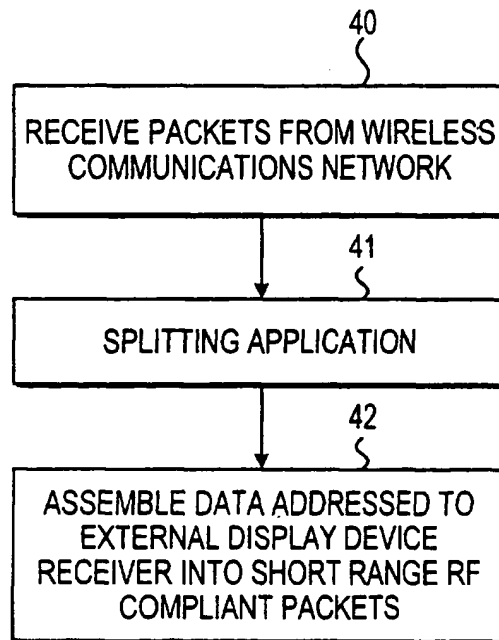 40
RECEIVE PACKETS FROM WIRELESS
COMMUNICATIONS NETWORK
41
SPLITTING APPLICATION
42
ASSEMBLE DATA ADDRESSED TO
EXTERNAL DISPLAY DEVICE
RECEIVER INTO SHORT RANGE RF
COMPLIANT PACKETS